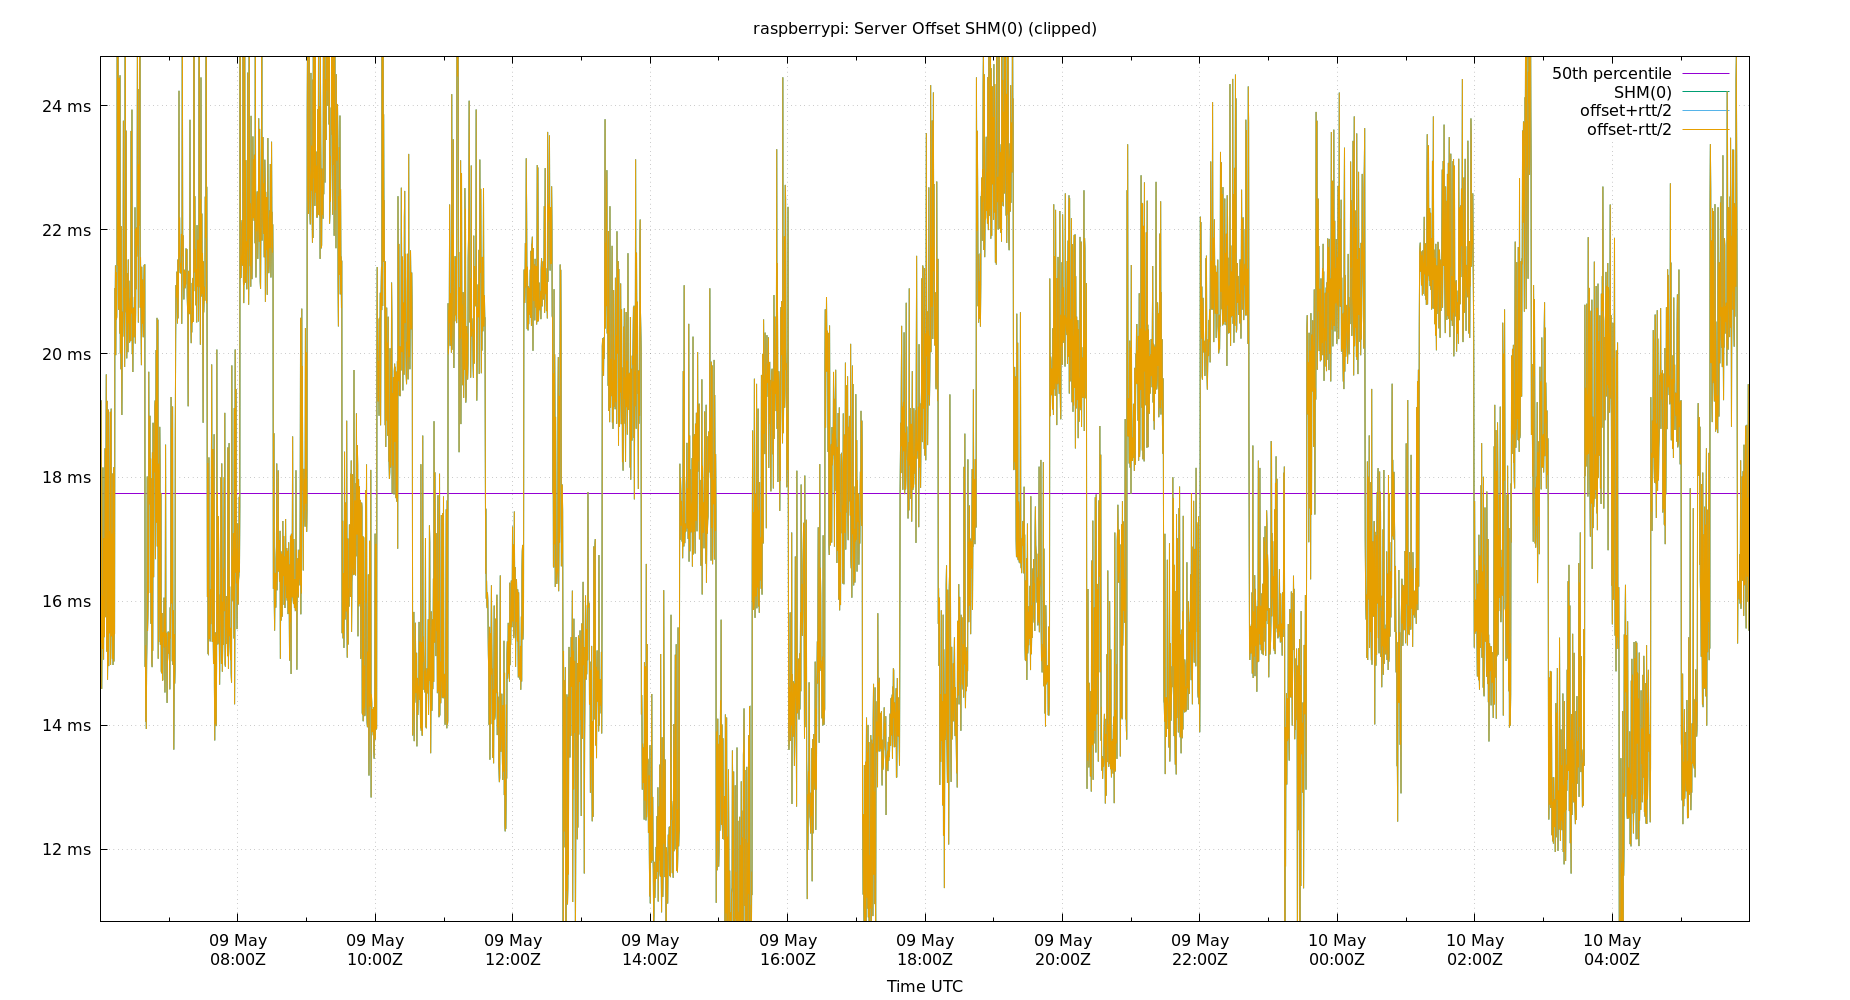 raspberrypi: Server Offset SHM(0) (clipped)
50th percentile
SHM(0)
offset+rtt/2
offset-rtt/2
24 ms
22 ms
20 ms
18 ms
16 ms
14 ms
12 ms
09 May 09 May 09 May 09 May 09 May 09 May 09 May 09 May 10 May 10 May 10 May
08:00Z 10:00Z 12:00Z 14:00Z 16:00Z 18:00Z 20:00Z 22:00Z 00:00Z 02:00Z 04:00Z
Time UTC